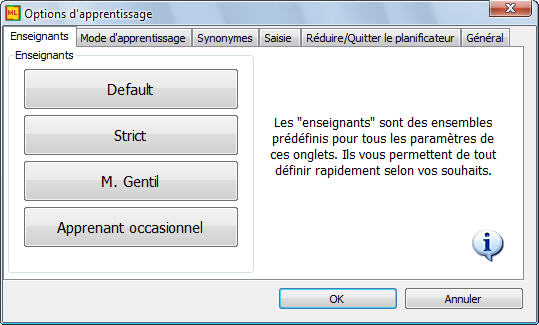 ML Options d'apprentissage
Enseignants Mode d'apprentissage Synonymes Saisie Réduire/Quitter le planificateur Général
Enseignants
Default
Strict
M. Gentil
Apprenant occasionnel
Les "enseignants" sont des ensembles
prédéfinis pour tous les paramètres de
ces onglets. Ils vous permettent de tout
définir rapidement selon vos souhaits.
OK Annuler